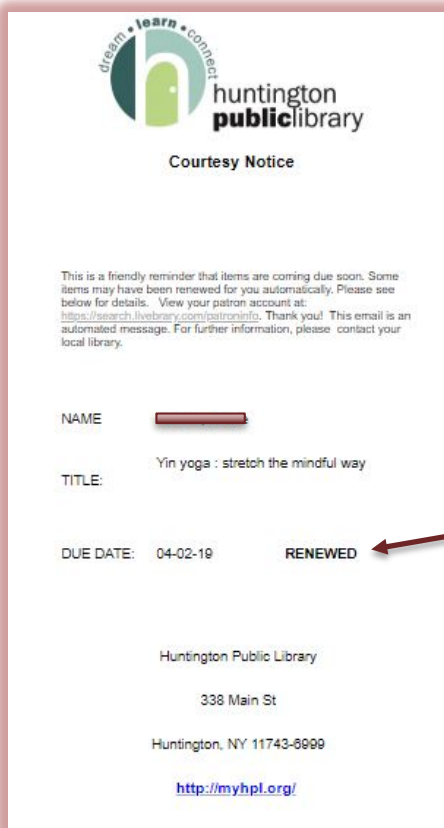 dream • learn • connect
huntington
publiclibrary
Courtesy Notice
This is a friendly reminder that items are coming due soon. Some
items may have been renewed for you automatically. Please see
below for details. View your patron account at:
https://search.livebrary.com/patroninfo. Thank you! This email is an
automated message. For further information, please contact your
local library.
NAME
TITLE: Yin yoga : stretch the mindful way
DUE DATE: 04-02-19 RENEWED
Huntington Public Library
338 Main St
Huntington, NY 11743-6999
http://myhpl.org/